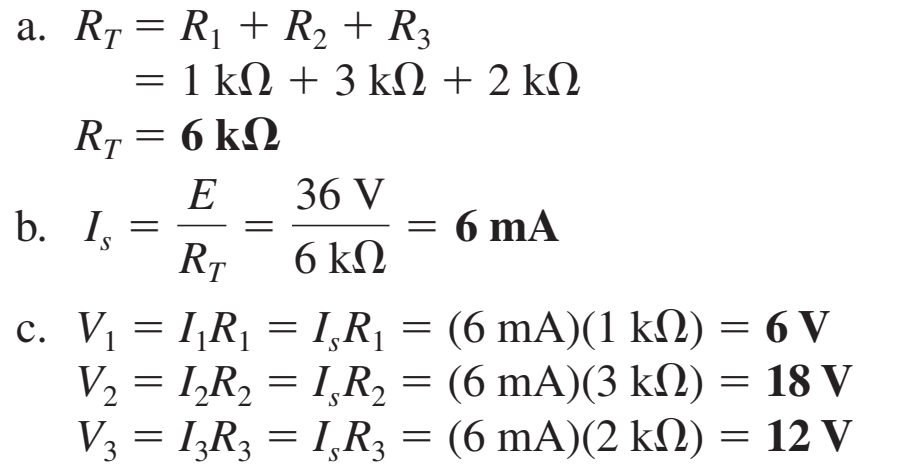 a. R_T = R_1 + R_2 + R_3
= 1 kΩ + 3 kΩ + 2 kΩ
R_T = 6 kΩ
b. I_s = E/R_T = 36 V/6 kΩ = 6 mA
c. V_1 = I_1R_1 = I_sR_1 = (6 mA)(1 kΩ) = 6 V
V_2 = I_2R_2 = I_sR_2 = (6 mA)(3 kΩ) = 18 V
V_3 = I_3R_3 = I_sR_3 = (6 mA)(2 kΩ) = 12 V